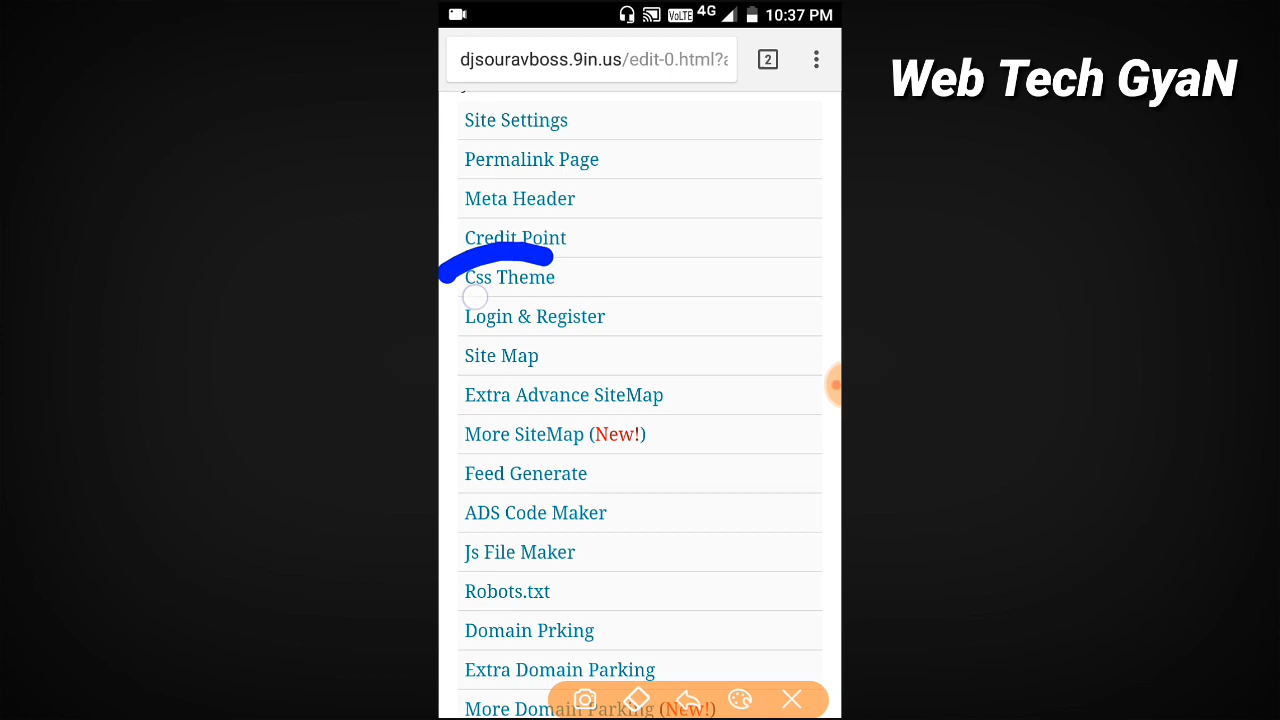 VoLTE 4G 10:37 PM
djsouravboss.9in.us/edit-0.html?a
2
Web Tech GyaN
Site Settings
Permalink Page
Meta Header
Credit Point
Css Theme
Login & Register
Site Map
Extra Advance SiteMap
More SiteMap (New!)
Feed Generate
ADS Code Maker
Js File Maker
Robots.txt
Domain Prking
Extra Domain Parking
More Domain Parking (New!)